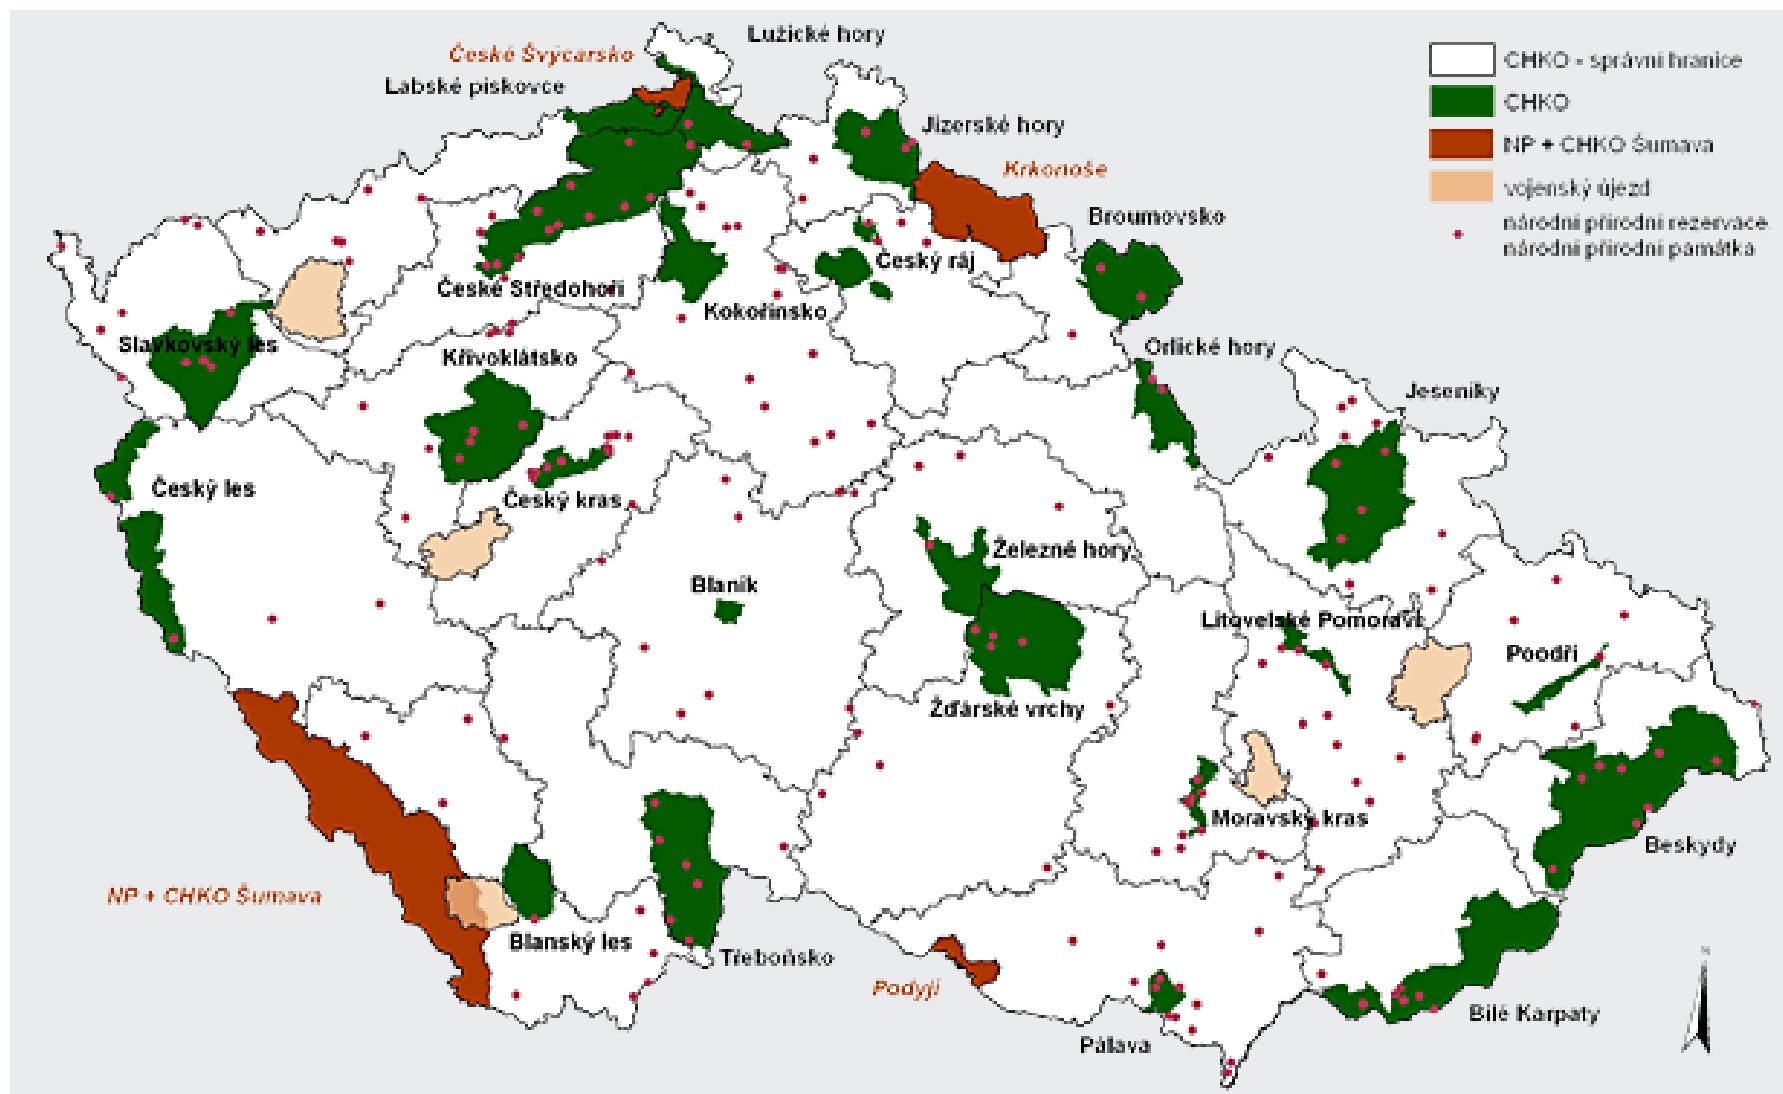 Lužické hory
České Švýcarsko
Labské pískovce
CHKO - správní hranice
CHKO
NP + CHKO Šumava
vojenský újezd
národní přírodní rezervace
národní přírodní památka
Jizerské hory
Krkonoše
Broumovsko
Český ráj
České Středohoří
Kokořínsko
Slavkovský les
Křivoklátsko
Orlické hory
Jeseníky
Český les
Český kras
Železné hory
Blaník
Litovelské Pomoraví
Poodří
Žďárské vrchy
Moravský kras
Beskydy
NP + CHKO Šumava
Blanský les
Třeboňsko
Podyjí
Bílé Karpaty
Pálava